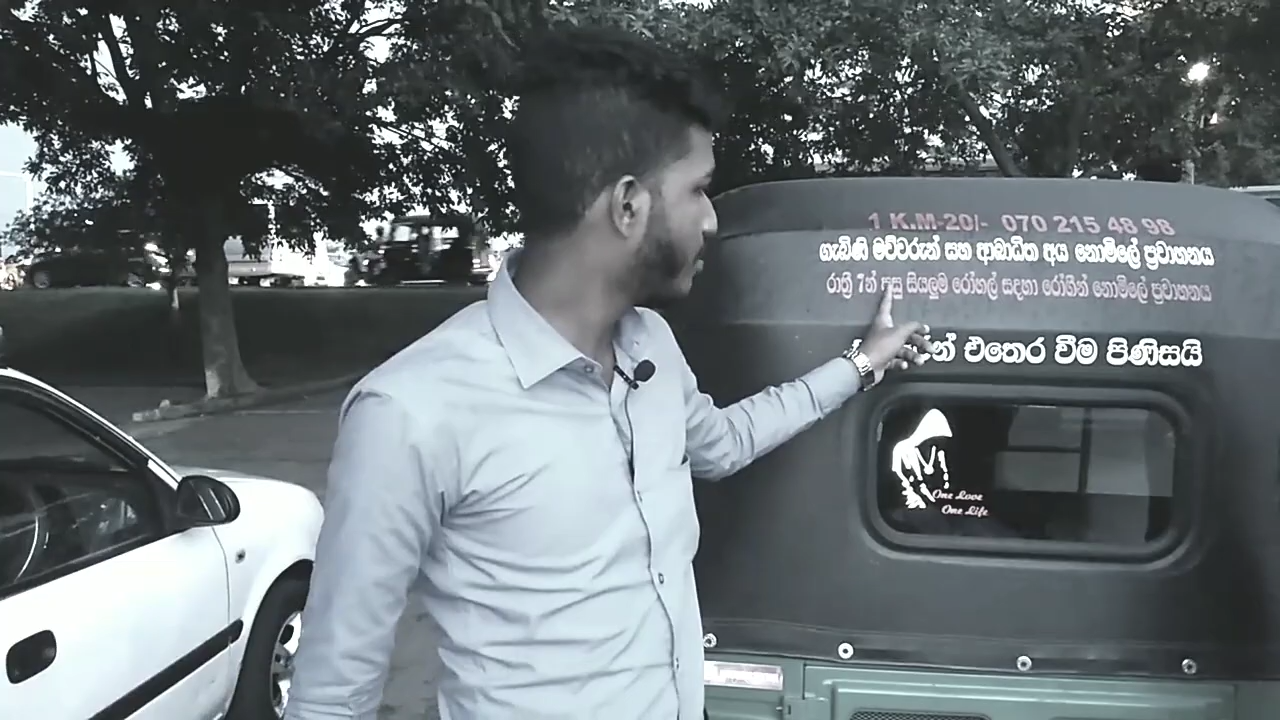 1 K.M-20/- 070 215 48 98
ගැබිණි මව්වරුන් සහ ආබාධිත අය නොමිලේ ප්‍රවාහනය
රාත්‍රී 7න් පසු සියලුම රෝහල් සදහා රෝගීන් නොමිලේ ප්‍රවාහනය
එතෙර වීම පිණිසයි
One Love
One Life